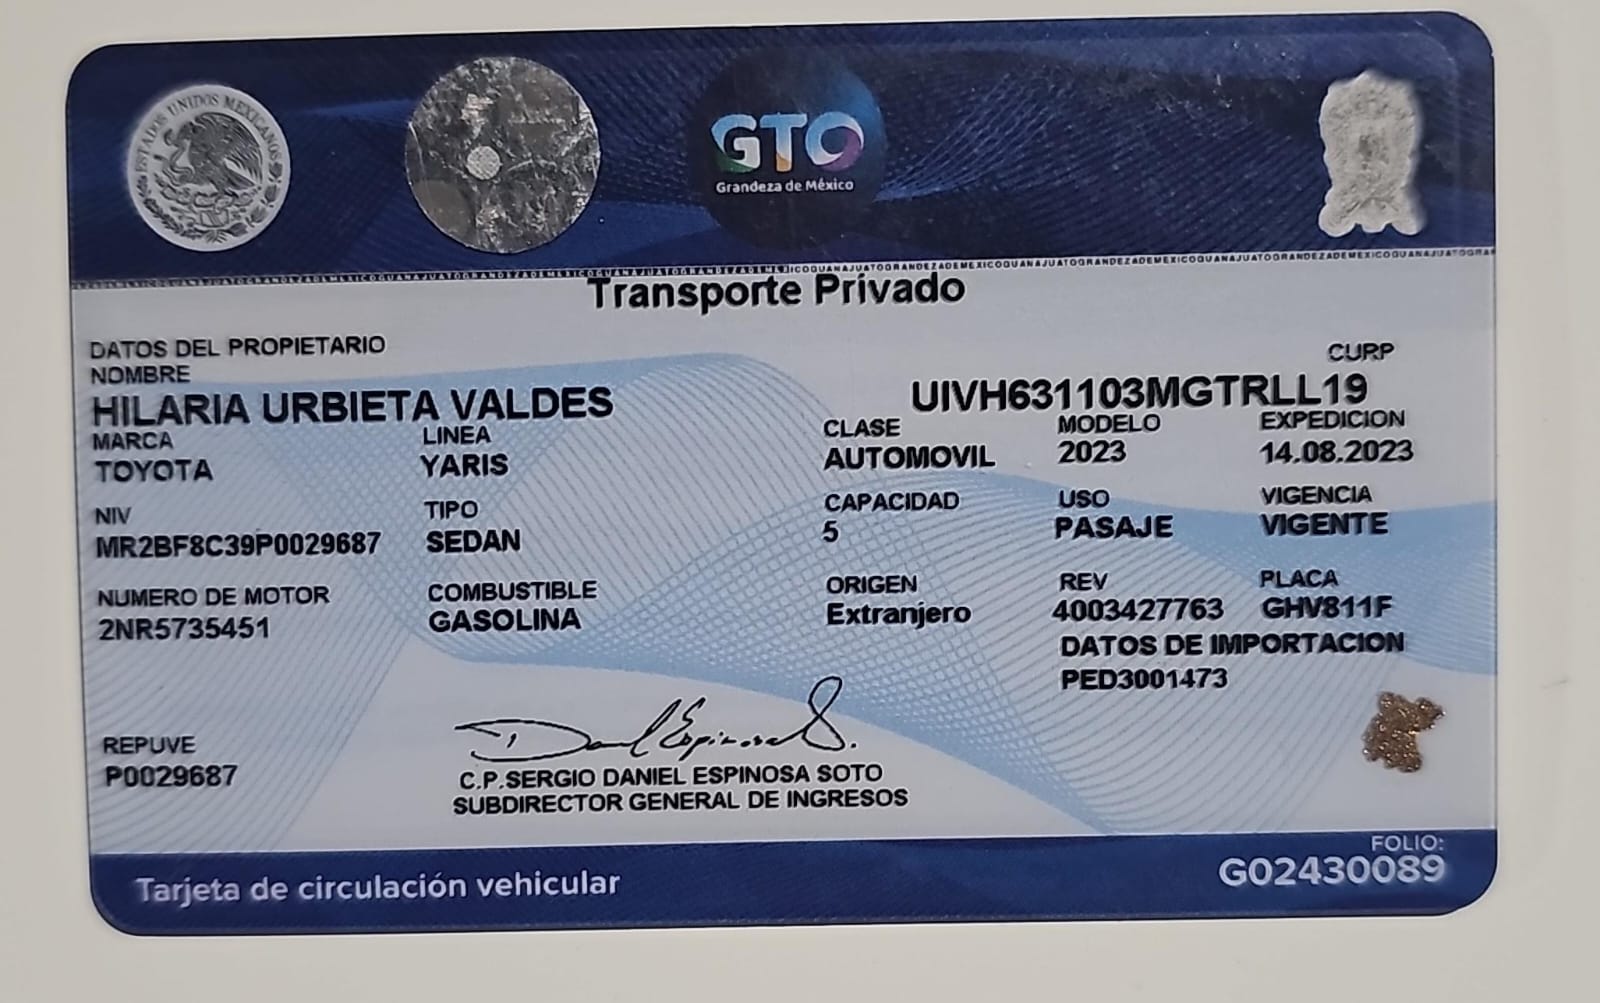 ESTADOS UNIDOS MEXICANOS
GTO
Grandeza de México
Transporte Privado
DATOS DEL PROPIETARIO
NOMBRE
CURP
HILARIA URBIETA VALDES
UIVH631103MGTRLL19
MARCA
LINEA
CLASE
MODELO
EXPEDICION
TOYOTA
YARIS
AUTOMOVIL
2023
14.08.2023
NIV
TIPO
CAPACIDAD
USO
VIGENCIA
MR2BF8C39P0029687
SEDAN
5
PASAJE
VIGENTE
NUMERO DE MOTOR
COMBUSTIBLE
ORIGEN
REV
PLACA
2NR5735451
GASOLINA
Extranjero
4003427763
GHV811F
DATOS DE IMPORTACION
PED3001473
REPUVE
P0029687
C.P.SERGIO DANIEL ESPINOSA SOTO
SUBDIRECTOR GENERAL DE INGRESOS
Tarjeta de circulación vehicular
FOLIO:
G02430089